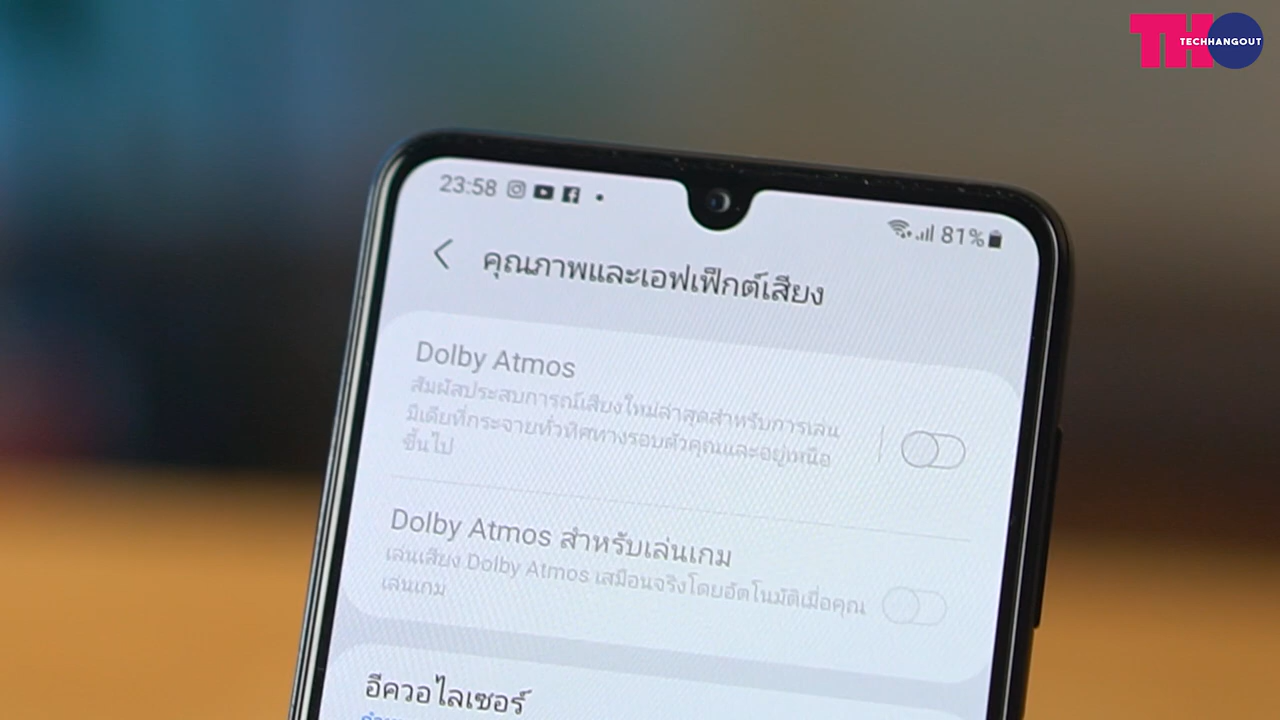 TH
TECHHANGOUT
23:58
81%
คุณภาพและเอฟเฟ็กต์เสียง
Dolby Atmos
สัมผัสประสบการณ์เสียงใหม่ล่าสุดสำหรับการเล่น
มีเดียที่กระจายทั่วทิศทางรอบตัวคุณและอยู่เหนือ
ขึ้นไป
Dolby Atmos สำหรับเล่นเกม
เล่นเสียง Dolby Atmos เสมือนจริงโดยอัตโนมัติเมื่อคุณ
เล่นเกม
อีควอไลเซอร์